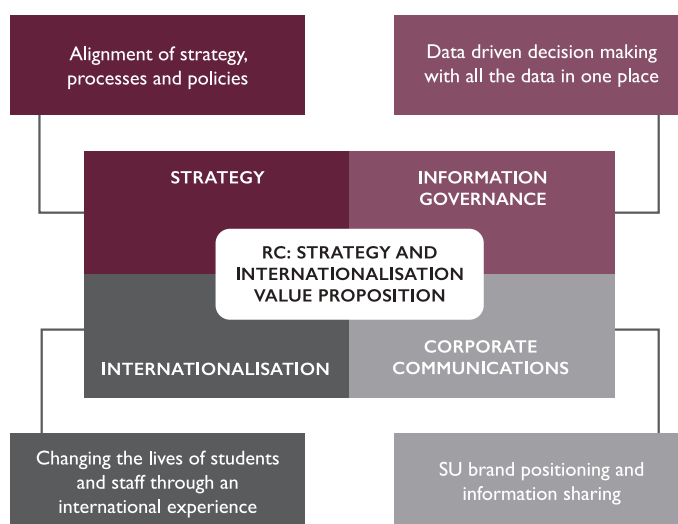 Alignment of strategy,
processes and policies
Data driven decision making
with all the data in one place
STRATEGY
INFORMATION
GOVERNANCE
RC: STRATEGY AND
INTERNATIONALISATION
VALUE PROPOSITION
INTERNATIONALISATION
CORPORATE
COMMUNICATIONS
Changing the lives of students
and staff through an
international experience
SU brand positioning and
information sharing